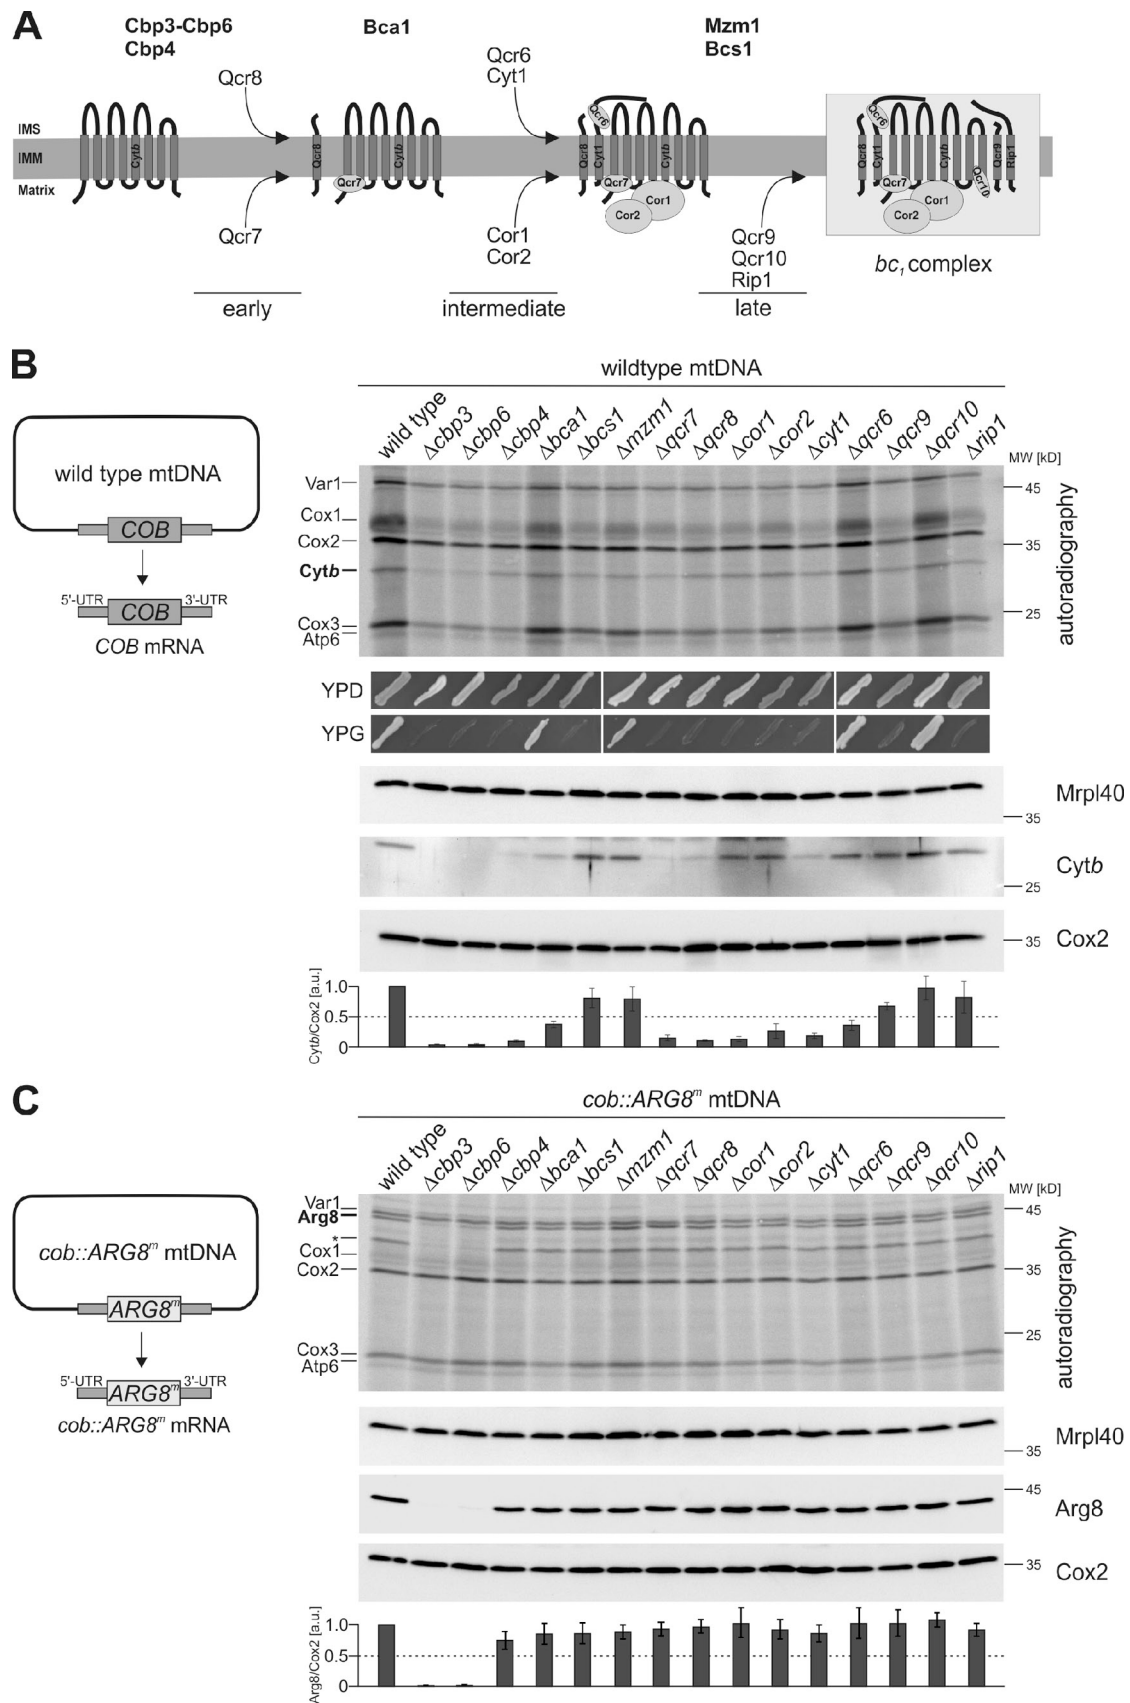 A
Cbp3-Cbp6
Cbp4
Bca1
Mzm1
Bcs1
Qcr8
Qcr6
Cyt1
IMS
IMM
Matrix
Cytb
Qcr8
Qcr7
Cytb
Qcr8
Cyt1
Qcr6
Qcr7
Cytb
Cor1
Cor2
Qcr8
Cyt1
Qcr6
Qcr7
Cytb
Cor1
Cor2
Qcr10
Qcr9
Rip1
Qcr7
Cor1
Cor2
Qcr9
Qcr10
Rip1
bc1 complex
early
intermediate
late
B
wildtype mtDNA
wild type
Δcbp3
Δcbp6
Δcbp4
Δbca1
Δbcs1
Δmzm1
Δqcr7
Δqcr8
Δcor1
Δcor2
Δcyt1
Δqcr6
Δqcr9
Δqcr10
Δrip1
MW [kD]
wild type mtDNA
COB
5'-UTR
COB
3'-UTR
COB mRNA
Var1
Cox1
Cox2
Cytb
Cox3
Atp6
45
35
25
autoradiography
YPD
YPG
Mrpl40
35
Cytb
25
35
Cox2
Cytb/Cox2 [a.u.]
1.0
0.5
0
C
cob::ARG8m mtDNA
wild type
Δcbp3
Δcbp6
Δcbp4
Δbca1
Δbcs1
Δmzm1
Δqcr7
Δqcr8
Δcor1
Δcor2
Δcyt1
Δqcr6
Δqcr9
Δqcr10
Δrip1
MW [kD]
cob::ARG8m mtDNA
ARG8m
5'-UTR
ARG8m
3'-UTR
cob::ARG8m mRNA
Var1
Arg8
*
Cox1
Cox2
Cox3
Atp6
45
35
25
autoradiography
Mrpl40
35
45
Arg8
35
Cox2
Arg8/Cox2 [a.u.]
1.0
0.5
0